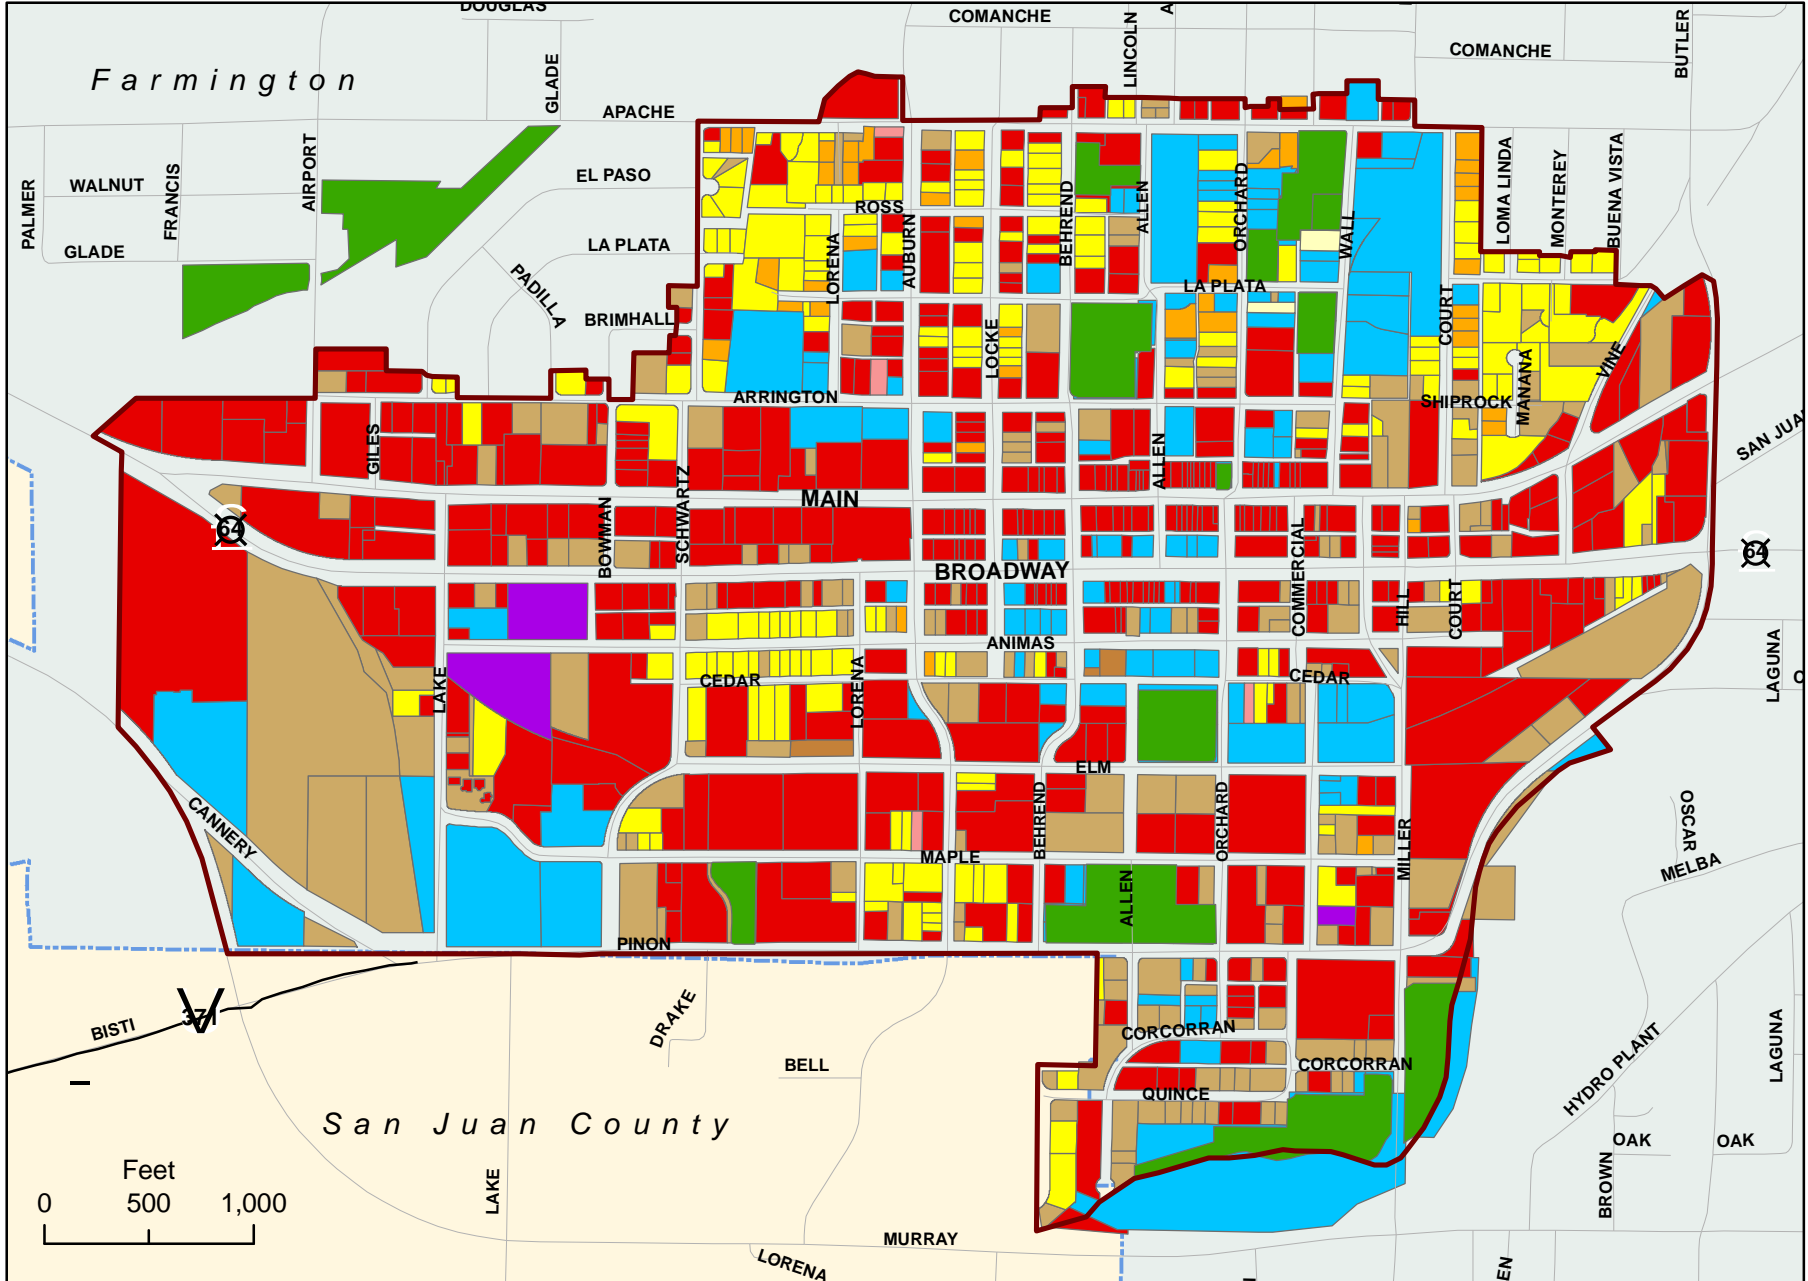 DOUGLAS
COMANCHE
LINCOLN
A
COMANCHE
BUTLER
Farmington
GLADE
APACHE
PALMER
WALNUT
FRANCIS
AIRPORT
EL PASO
GLADE
LA PLATA
PADILLA
BRIMHALL
ROSS
LORENA
AUBURN
BEHREND
ALLEN
ORCHARD
WALL
LOMA LINDA
MONTEREY
BUENA VISTA
LA PLATA
LOCKE
COURT
MANANA
VINE
ARRINGTON
SHIPROCK
GILES
SAN JUA
SCHWARTZ
BOWMAN
MAIN
ALLEN
64
COMMERCIAL
64
BROADWAY
HILL
COURT
ANIMAS
LAKE
CEDAR
LORENA
CEDAR
LAGUNA
ELM
CANNERY
BEHREND
ORCHARD
MILLER
OSCAR
MAPLE
MELBA
ALLEN
PINON
371
BISTI
DRAKE
BELL
CORCORRAN
CORCORRAN
QUINCE
HYDRO PLANT
LAGUNA
San Juan County
OAK
OAK
BROWN
Feet
0 500 1,000
LAKE
MURRAY
LORENA
EN